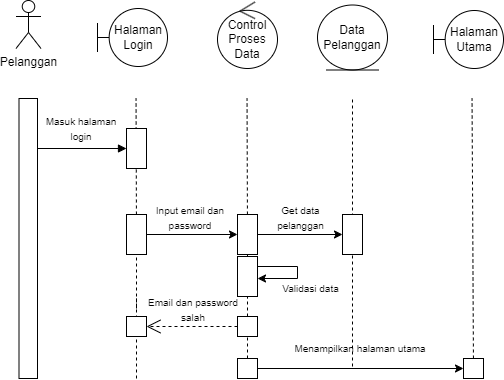 Pelanggan
Halaman
Login
Control
Proses
Data
Data
Pelanggan
Halaman
Utama
Masuk halaman
login
Input email dan
password
Get data
pelanggan
Validasi data
Email dan password
salah
Menampilkan halaman utama